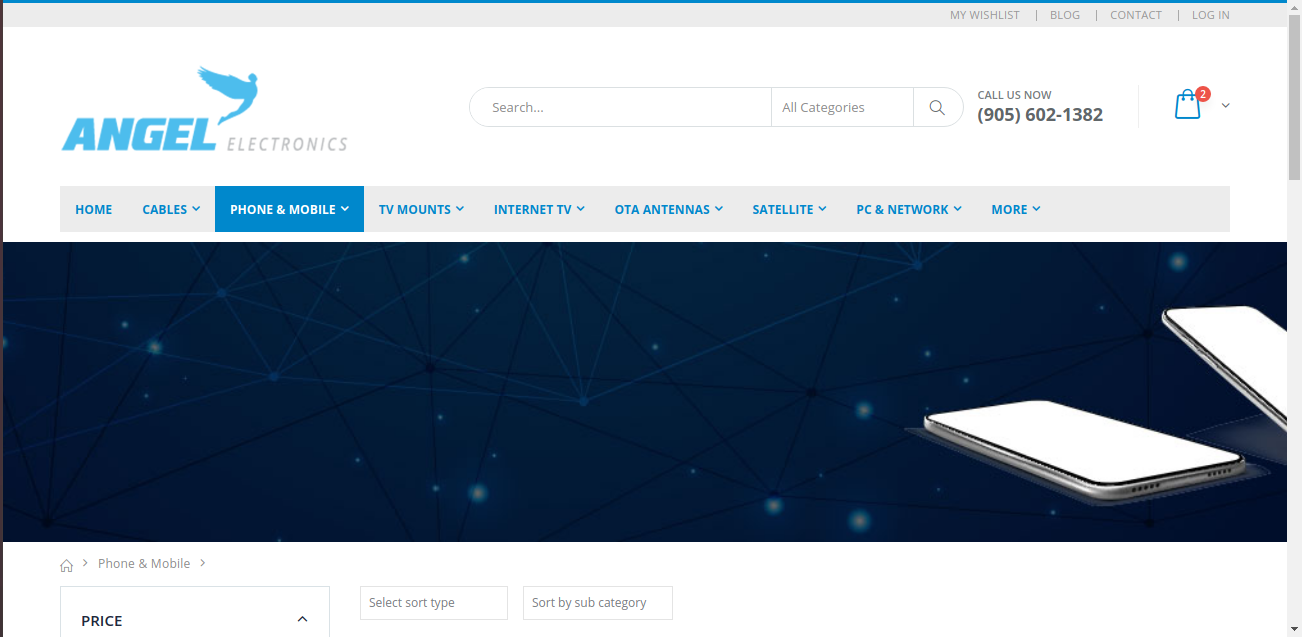 MY WISHLIST | BLOG | CONTACT | LOG IN
ANGEL ELECTRONICS
Search...
All Categories
CALL US NOW
(905) 602-1382
2
HOME CABLES PHONE & MOBILE TV MOUNTS INTERNET TV OTA ANTENNAS SATELLITE PC & NETWORK MORE
Phone & Mobile
PRICE
Select sort type
Sort by sub category